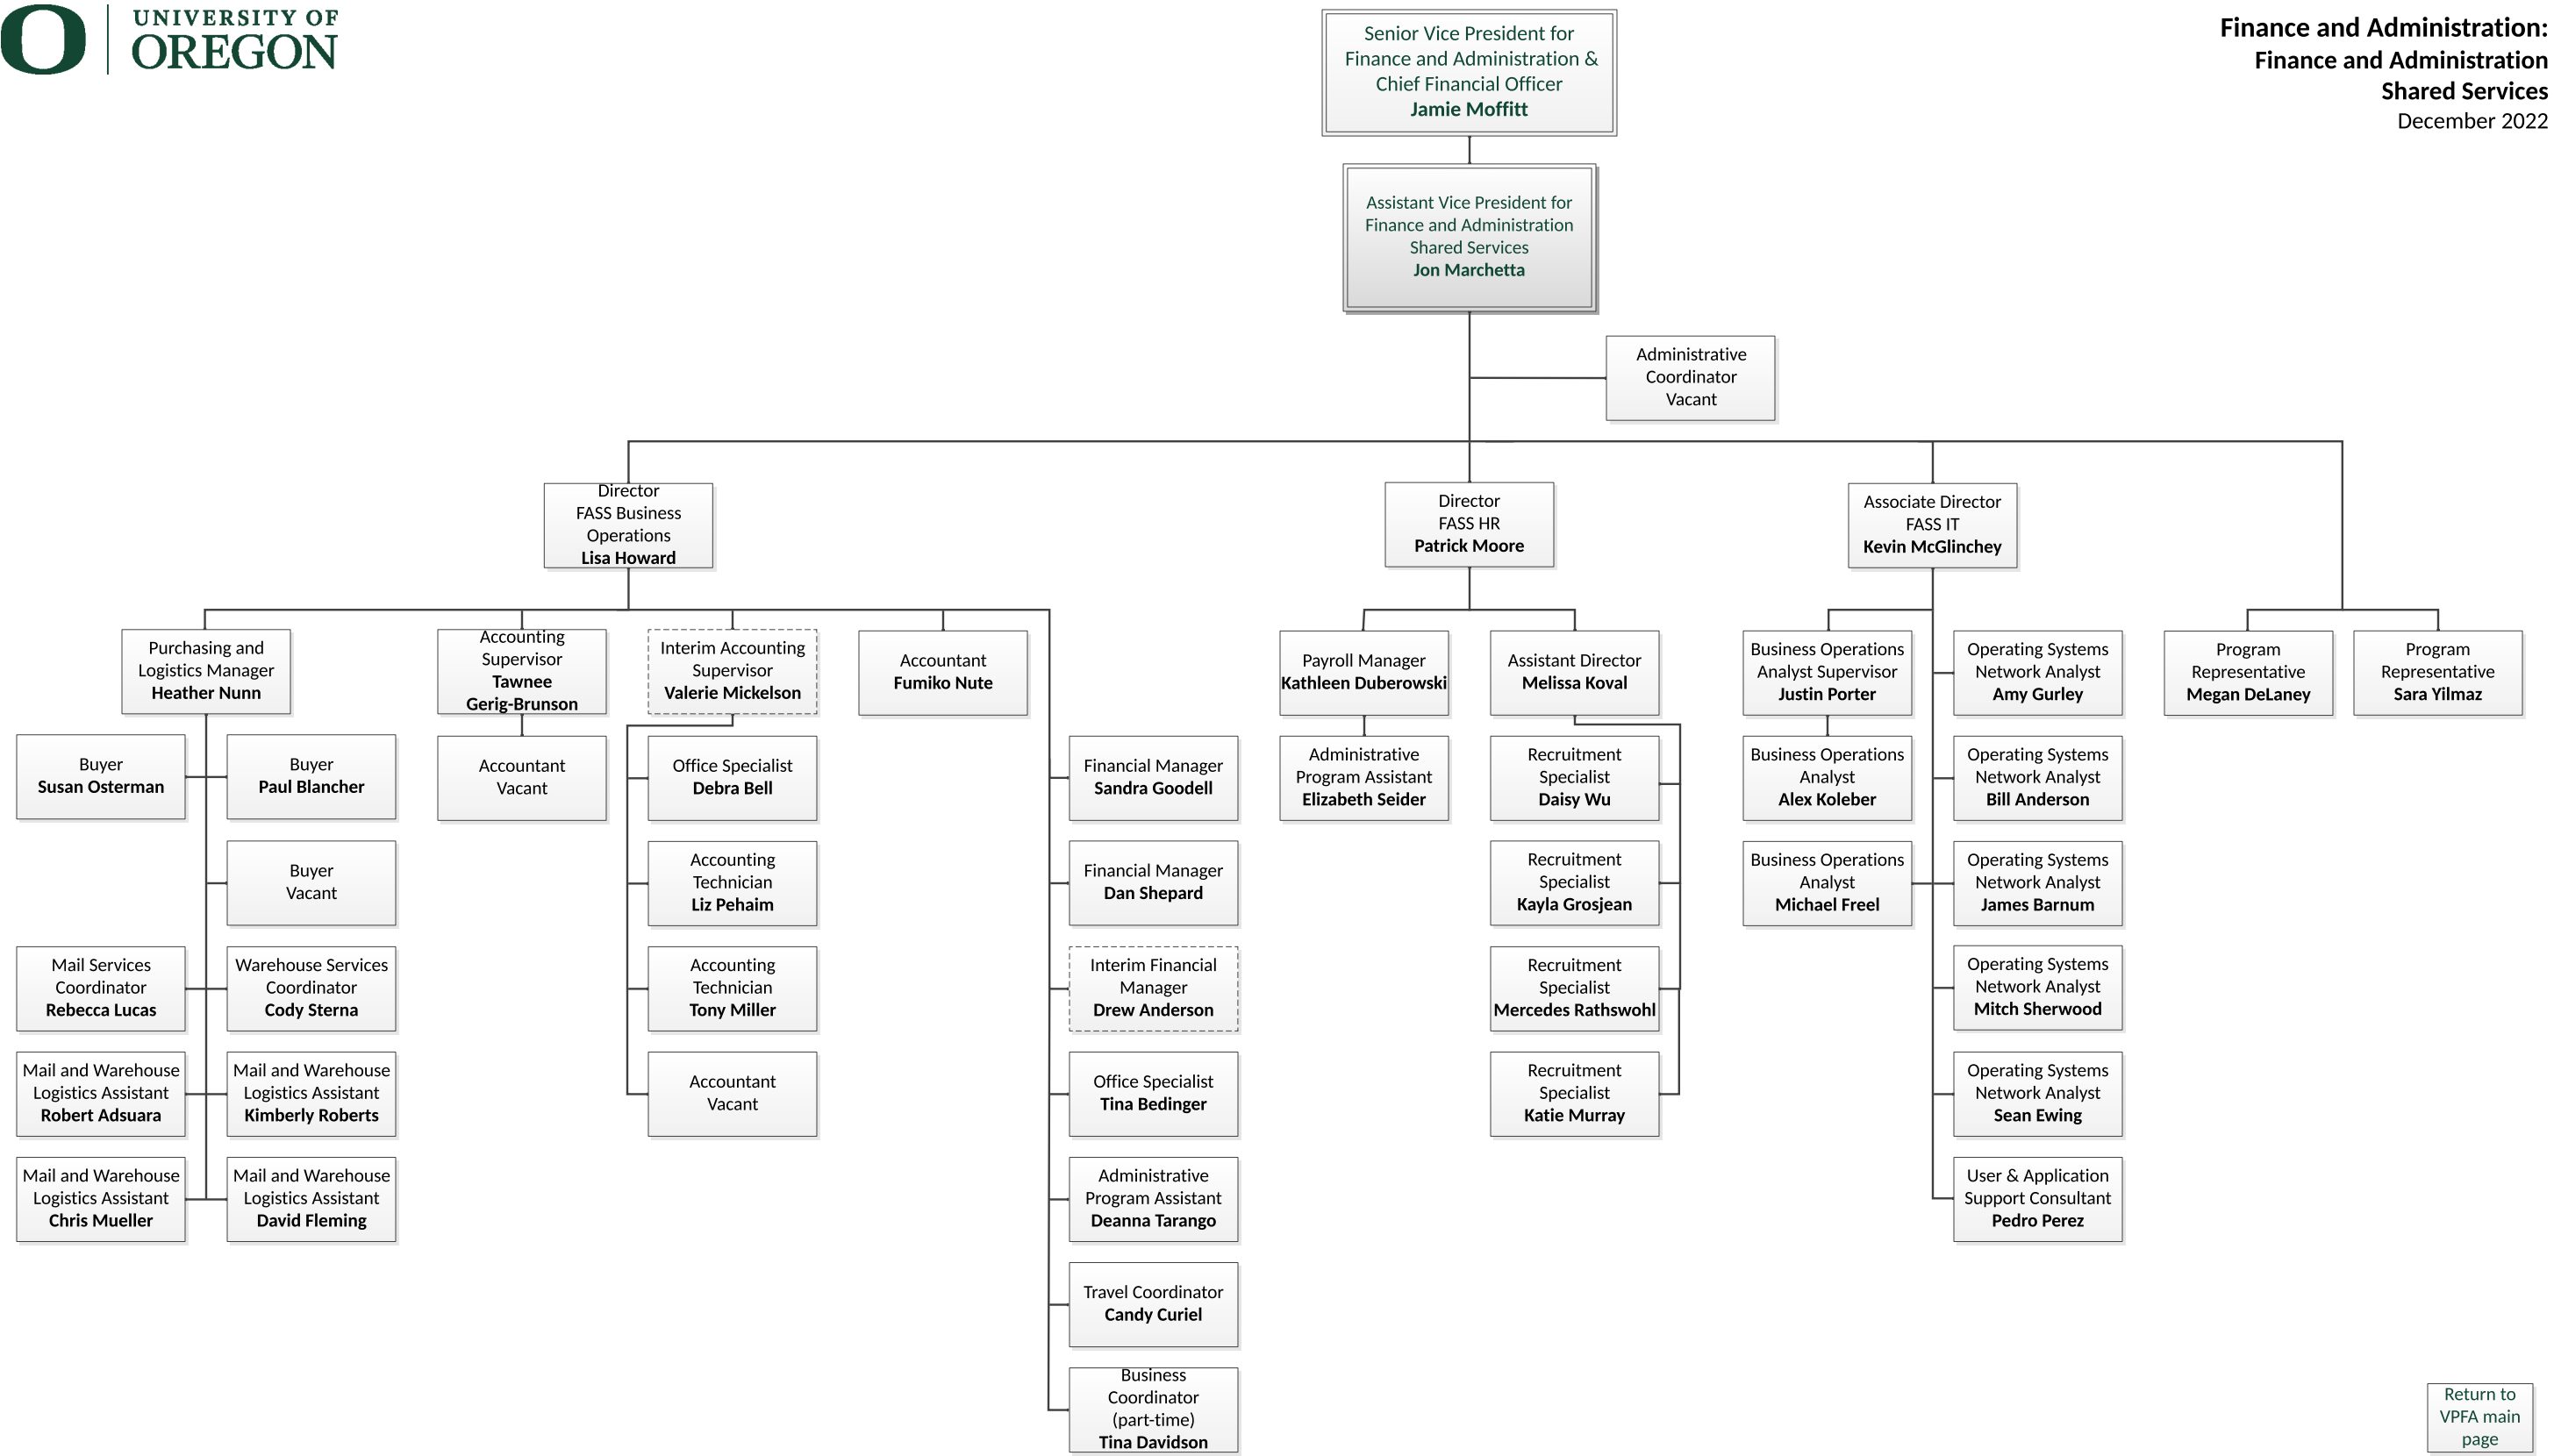 UNIVERSITY OF
OREGON
Finance and Administration:
Finance and Administration
Shared Services
December 2022
Senior Vice President for
Finance and Administration &
Chief Financial Officer
Jamie Moffitt
Assistant Vice President for
Finance and Administration
Shared Services
Jon Marchetta
Administrative
Coordinator
Vacant
Director
FASS Business
Operations
Lisa Howard
Director
FASS HR
Patrick Moore
Associate Director
FASS IT
Kevin McGlinchey
Purchasing and
Logistics Manager
Heather Nunn
Accounting
Supervisor
Tawnee
Gerig-Brunson
Interim Accounting
Supervisor
Valerie Mickelson
Accountant
Fumiko Nute
Payroll Manager
Kathleen Duberowski
Assistant Director
Melissa Koval
Business Operations
Analyst Supervisor
Justin Porter
Operating Systems
Network Analyst
Amy Gurley
Program
Representative
Megan DeLaney
Program
Representative
Sara Yilmaz
Buyer
Susan Osterman
Buyer
Paul Blancher
Accountant
Vacant
Office Specialist
Debra Bell
Financial Manager
Sandra Goodell
Administrative
Program Assistant
Elizabeth Seider
Recruitment
Specialist
Daisy Wu
Business Operations
Analyst
Alex Koleber
Operating Systems
Network Analyst
Bill Anderson
Buyer
Vacant
Accounting
Technician
Liz Pehaim
Financial Manager
Dan Shepard
Recruitment
Specialist
Kayla Grosjean
Business Operations
Analyst
Michael Freel
Operating Systems
Network Analyst
James Barnum
Mail Services
Coordinator
Rebecca Lucas
Warehouse Services
Coordinator
Cody Sterna
Accounting
Technician
Tony Miller
Interim Financial
Manager
Drew Anderson
Recruitment
Specialist
Mercedes Rathswohl
Operating Systems
Network Analyst
Mitch Sherwood
Mail and Warehouse
Logistics Assistant
Robert Adsuara
Mail and Warehouse
Logistics Assistant
Kimberly Roberts
Accountant
Vacant
Office Specialist
Tina Bedinger
Recruitment
Specialist
Katie Murray
Operating Systems
Network Analyst
Sean Ewing
Mail and Warehouse
Logistics Assistant
Chris Mueller
Mail and Warehouse
Logistics Assistant
David Fleming
Administrative
Program Assistant
Deanna Tarango
User & Application
Support Consultant
Pedro Perez
Travel Coordinator
Candy Curiel
Business
Coordinator
(part-time)
Tina Davidson
Return to
VPFA main
page